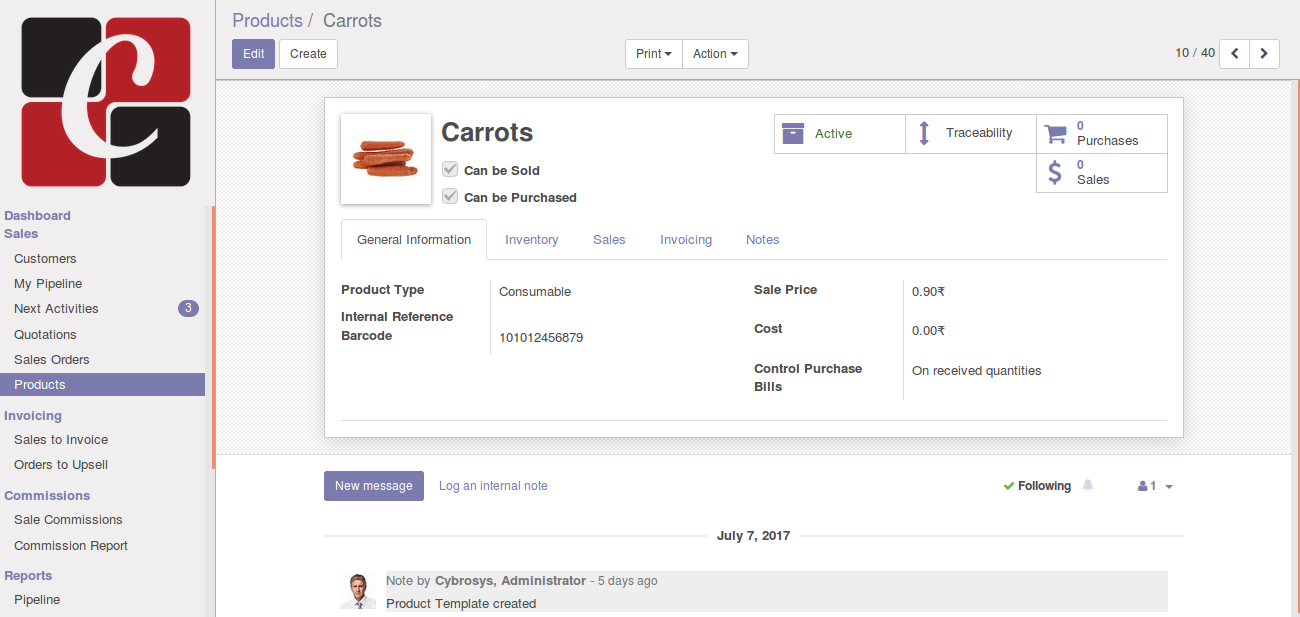 Products / Carrots
Edit Create Print Action 10 / 40
Dashboard
Sales
Customers
My Pipeline
Next Activities 3
Quotations
Sales Orders
Products
Invoicing
Sales to Invoice
Orders to Upsell
Commissions
Sale Commissions
Commission Report
Reports
Pipeline
Carrots
Can be Sold
Can be Purchased
Active
Traceability
0
Purchases
0
Sales
General Information Inventory Sales Invoicing Notes
Product Type Consumable
Internal Reference
Barcode 101012456879
Sale Price 0.90₹
Cost 0.00₹
Control Purchase
Bills
On received quantities
New message Log an internal note Following 1
July 7, 2017
Note by Cybrosys, Administrator - 5 days ago
Product Template created